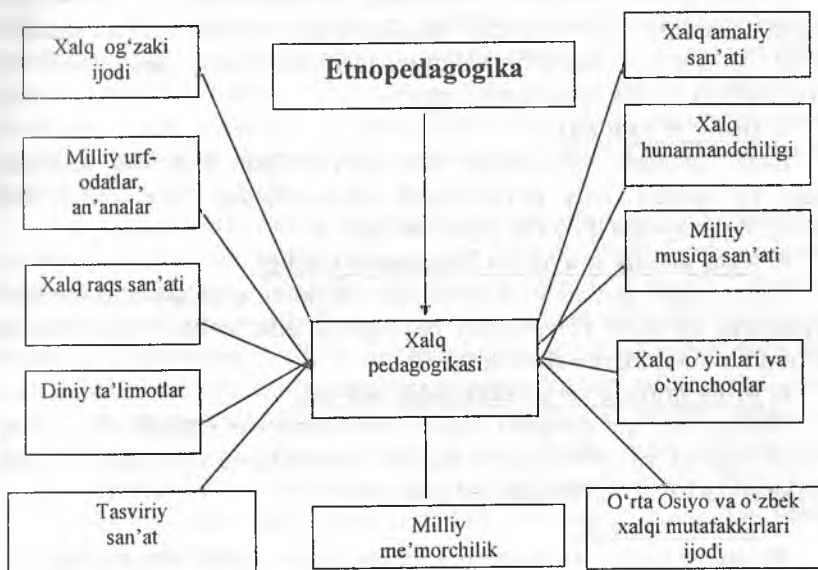 Xalq og‘zaki
ijodi
Etnopedagogika
Xalq amaliy
san’ati
Milliy urf-
odatlar,
an’analar
Xalq
hunarmandchiligi
Milliy
musiqa san’ati
Xalq raqs san’ati
Xalq
pedagogikasi
Xalq o‘yinlari va
o‘yinchoqlar
Diniy ta’limotlar
Tasviriy
san’at
Milliy
me’morchilik
O‘rta Osiyo va o‘zbek
xalqi mutafakkirlari
ijodi